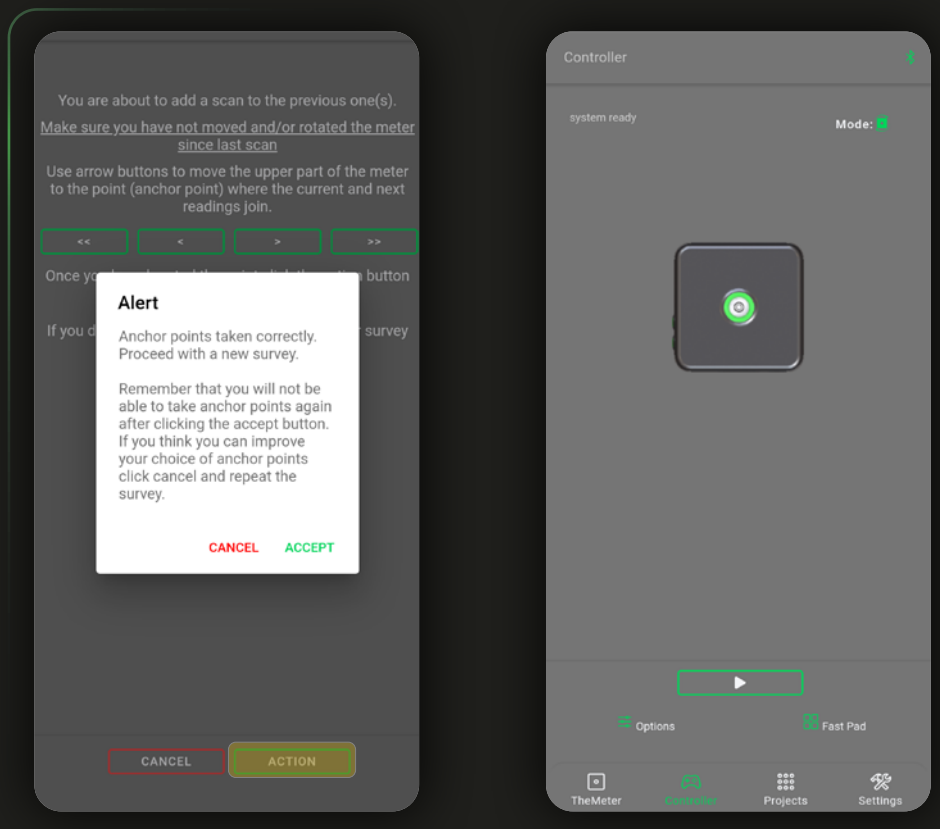 You are about to add a scan to the previous one(s).
Make sure you have not moved and/or rotated the meter
since last scan
Use arrow buttons to move the upper part of the meter
to the point (anchor point) where the current and next
readings join.
<< < > >>
Once button
If you d survey
Alert
Anchor points taken correctly.
Proceed with a new survey.
Remember that you will not be
able to take anchor points again
after clicking the accept button.
If you think you can improve
your choice of anchor points
click cancel and repeat the
survey.
CANCEL ACCEPT
CANCEL ACTION
Controller
system ready
Mode:
Options Fast Pad
TheMeter Controller Projects Settings